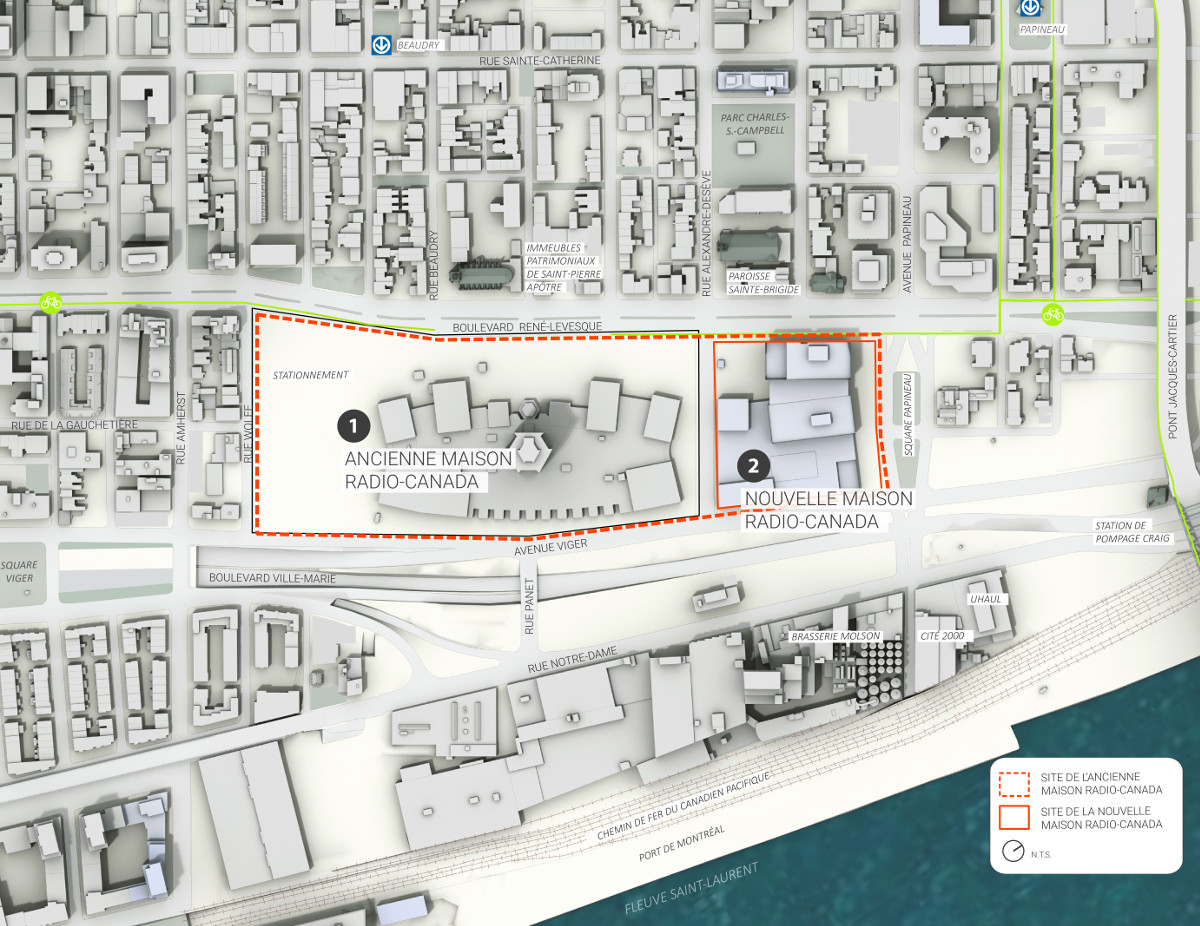 PAPINEAU
BEAUDRY
RUE SAINTE-CATHERINE
PARC CHARLES-
S.-CAMPBELL
RUE ALEXANDRE-DESÈVE
AVENUE PAPINEAU
RUE BEAUDRY
IMMEUBLES
PATRIMONIAUX
DE SAINT-PIERRE
APÔTRE
PAROISSE
SAINTE-BRIGIDE
BOULEVARD RENÉ-LEVESQUE
PONT JACQUES-CARTIER
STATIONNEMENT
SQUARE PAPINEAU
RUE AMHERST
RUE WOLFE
RUE DE LA GAUCHETIÈRE
1
ANCIENNE MAISON
RADIO-CANADA
2
NOUVELLE MAISON
RADIO-CANADA
STATION DE
POMPAGE CRAIG
AVENUE VIGER
SQUARE
VIGER
BOULEVARD VILLE-MARIE
RUE PANET
UHAUL
BRASSERIE MOLSON
CITÉ 2000
RUE NOTRE-DAME
CHEMIN DE FER DU CANADIEN PACIFIQUE
PORT DE MONTRÉAL
FLEUVE SAINT-LAURENT
SITE DE L'ANCIENNE
MAISON RADIO-CANADA
SITE DE LA NOUVELLE
MAISON RADIO-CANADA
N.T.S.